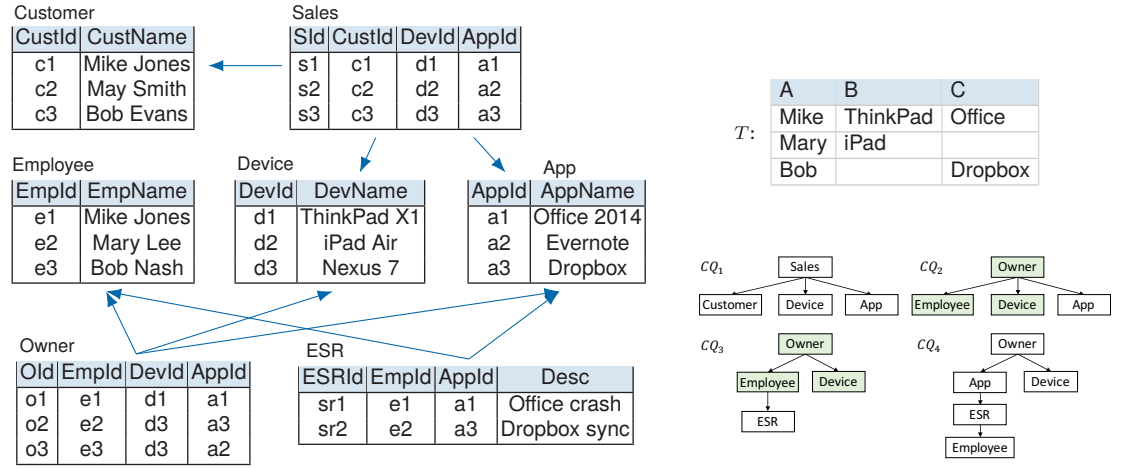 Customer
CustId CustName
c1 Mike Jones
c2 May Smith
c3 Bob Evans
Sales
SId CustId DevId AppId
s1 c1 d1 a1
s2 c2 d2 a2
s3 c3 d3 a3
T:
A B C
Mike ThinkPad Office
Mary iPad
Bob Dropbox
Employee
EmpId EmpName
e1 Mike Jones
e2 Mary Lee
e3 Bob Nash
Device
DevId DevName
d1 ThinkPad X1
d2 iPad Air
d3 Nexus 7
App
AppId AppName
a1 Office 2014
a2 Evernote
a3 Dropbox
Owner
OId EmpId DevId AppId
o1 e1 d1 a1
o2 e2 d3 a3
o3 e3 d3 a2
ESR
ESRId EmpId AppId Desc
sr1 e1 a1 Office crash
sr2 e2 a3 Dropbox sync
CQ1
Sales
Customer Device App
CQ2
Owner
Employee Device App
CQ3
Owner
Employee Device
ESR
CQ4
Owner
App Device
ESR
Employee